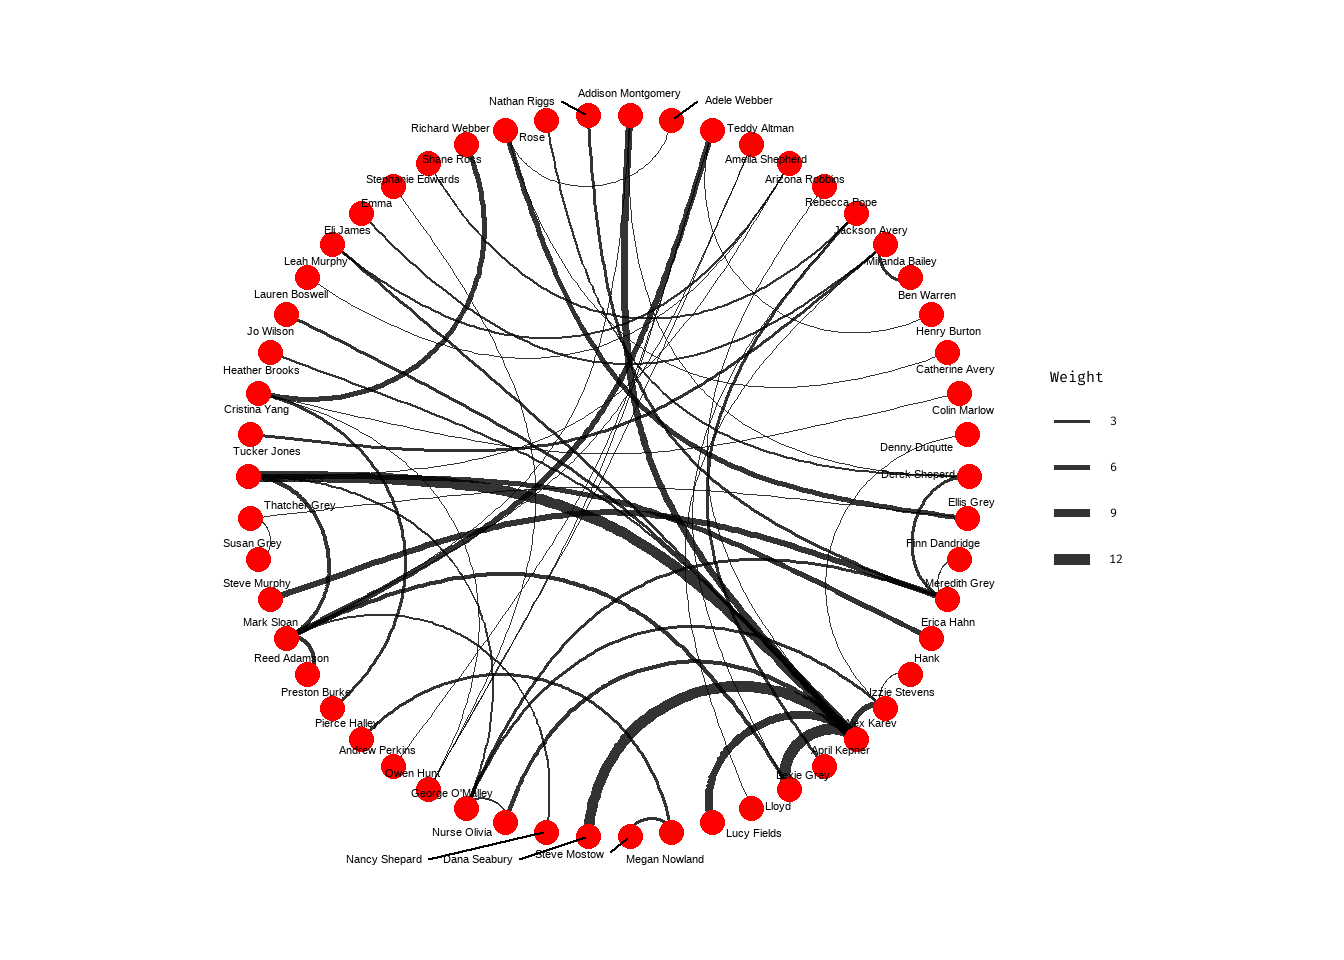 Addison Montgomery
Nathan Riggs
Adele Webber
Richard Webber
Rose
Teddy Altman
Shane Ross
Amelia Shepherd
Stephanie Edwards
Arizona Robbins
Emma
Rebecca Pope
Eli James
Jackson Avery
Leah Murphy
Miranda Bailey
Lauren Boswell
Ben Warren
Jo Wilson
Henry Burton
Heather Brooks
Catherine Avery
Cristina Yang
Colin Marlow
Tucker Jones
Denny Duqutte
Derek Sheperd
Thatcher Grey
Ellis Grey
Susan Grey
Finn Dandridge
Steve Murphy
Meredith Grey
Mark Sloan
Erica Hahn
Reed Adamson
Hank
Preston Burke
Izzie Stevens
Pierce Halley
Alex Karev
Andrew Perkins
April Kepner
Owen Hunt
Lexie Grey
George O'Malley
Lloyd
Nurse Olivia
Lucy Fields
Nancy Shepard
Dana Seabury
Steve Mostow
Megan Nowland
Weight
3
6
9
12